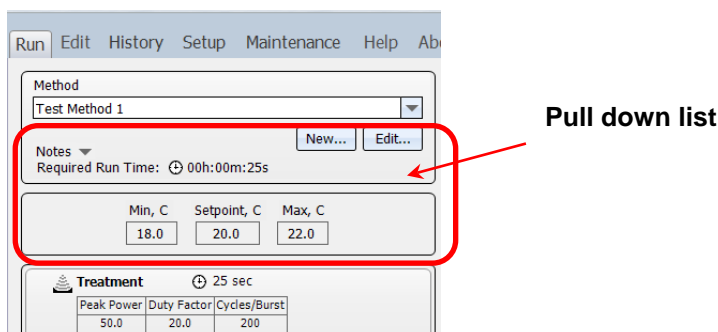 Run Edit History Setup Maintenance Help Ab
Method
Test Method 1
Pull down list
New... Edit...
Notes
Required Run Time: 00h:00m:25s
Min, C Setpoint, C Max, C
18.0 20.0 22.0
Treatment 25 sec
Peak Power Duty Factor Cycles/Burst
50.0 20.0 200